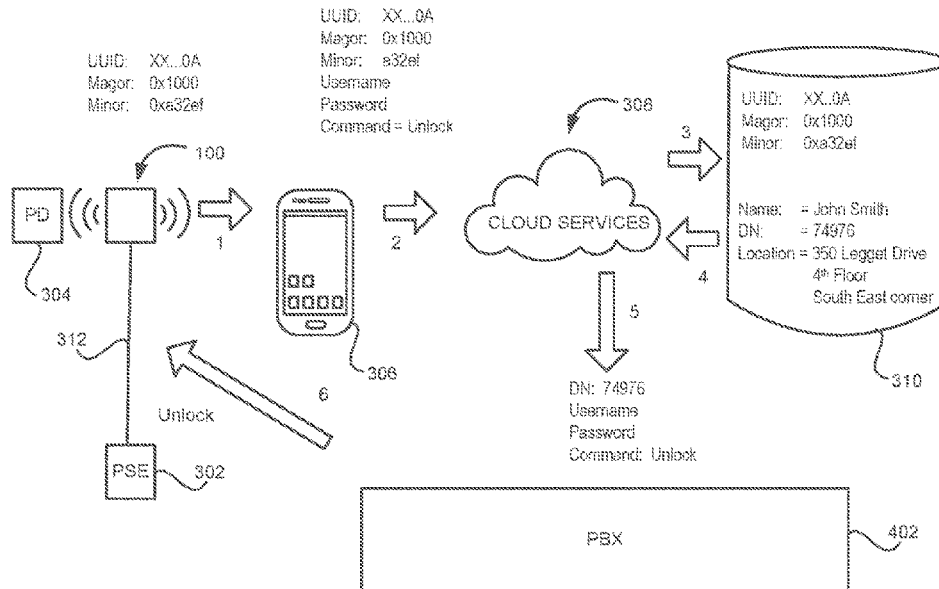 UUID: XX...0A
Magor: 0x1000
Minor: 0xa32ef
UUID: XX...0A
Magor: 0x1000
Minor: a32ef
Username
Password
Command = Unlock
308
3
UUID: XX..0A
Magor: 0x1000
Minor: 0xa32ef
100
PD
1
2
CLOUD SERVICES
Name: = John Smith
DN: = 74976
Location = 350 Legget Drive
4th Floor
South East corner
4
304
5
312
306
310
6
Unlock
DN: 74976
Username
Password
Command: Unlock
PSE
302
PBX
402